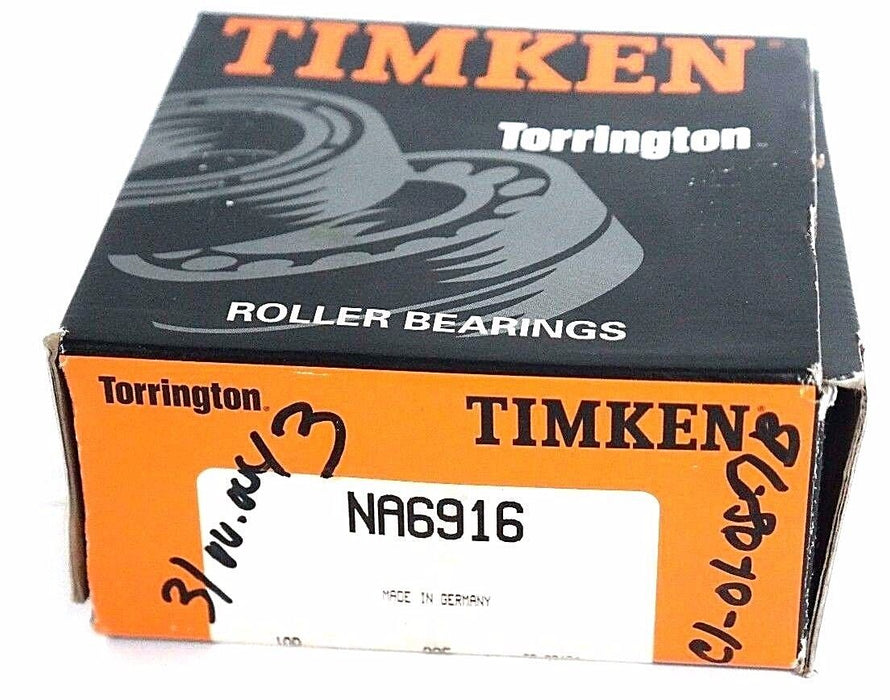 TIMKEN
Torrington
ROLLER BEARINGS
Torrington
TIMKEN
NA6916
MADE IN GERMANY